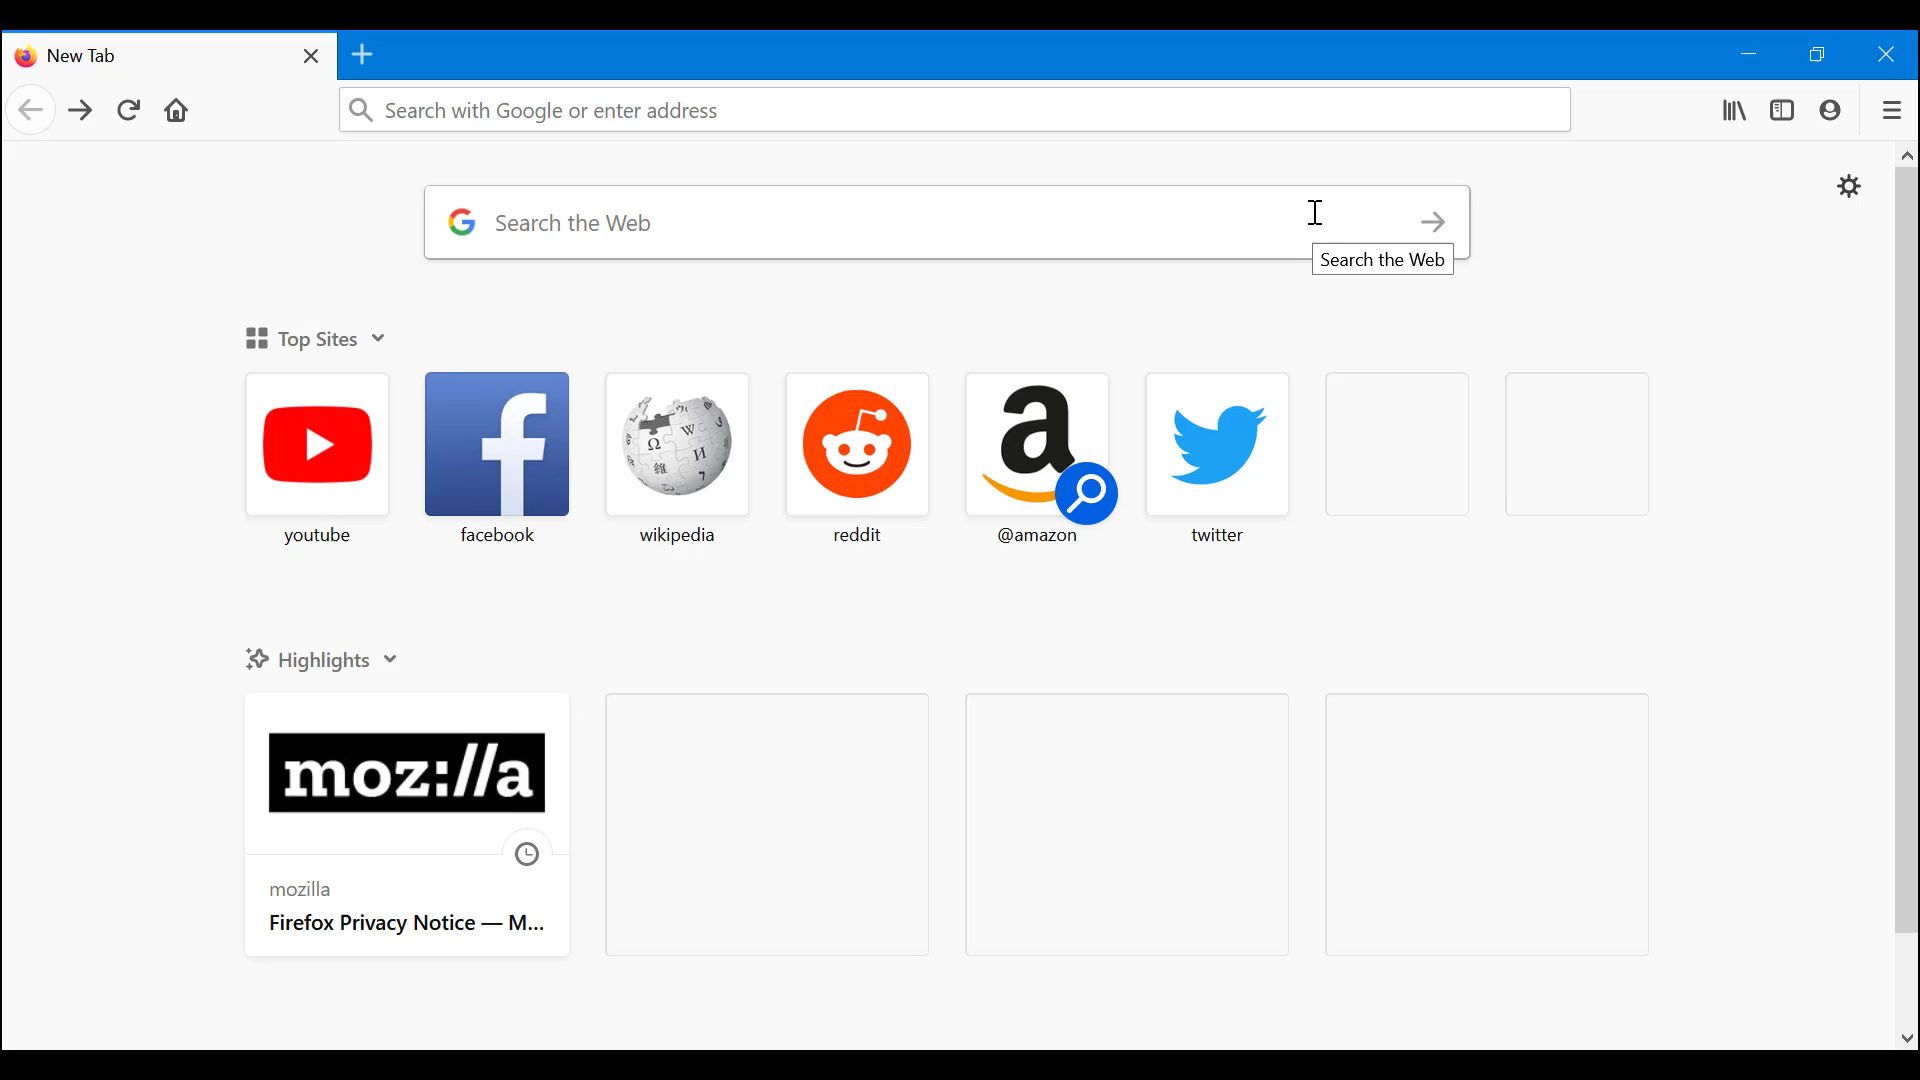 New Tab
Search with Google or enter address
Search the Web
Search the Web
Top Sites
youtube
facebook
wikipedia
reddit
@amazon
twitter
Highlights
moz://a
mozilla
Firefox Privacy Notice — M...